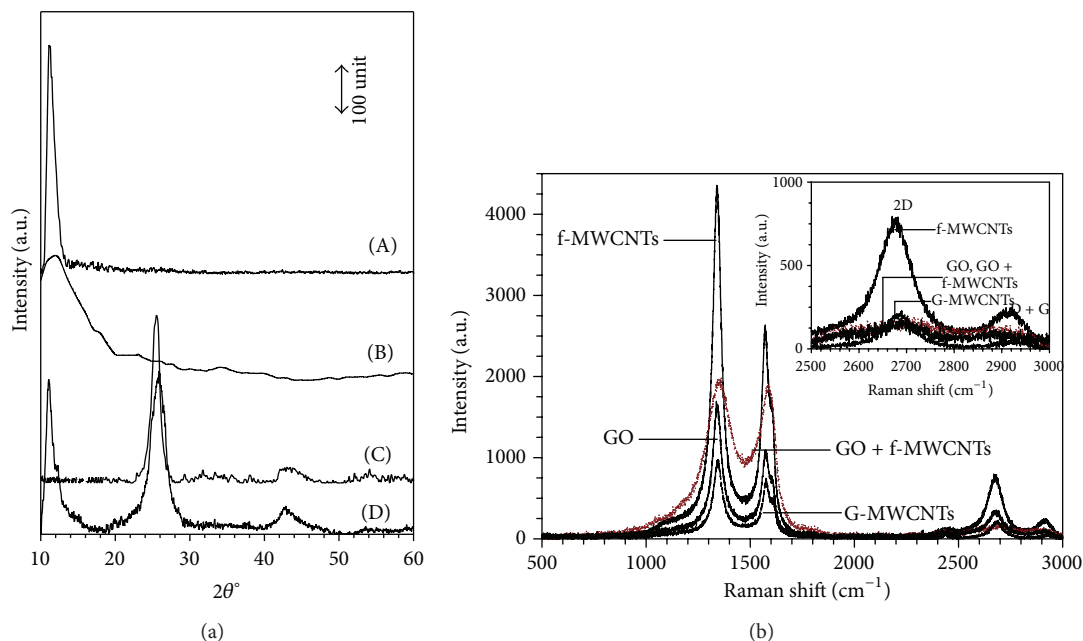 100 unit
(A)
(B)
(C)
(D)
Intensity (a.u.)
10 20 30 40 50 60
2θ°
(a)
4000
3000
2000
1000
0
Intensity (a.u.)
f-MWCNTs
GO
GO + f-MWCNTs
G-MWCNTs
500 1000 1500 2000 2500 3000
Raman shift (cm−1)
1000
500
0
Intensity (a.u.)
2D
f-MWCNTs
GO, GO +
f-MWCNTs
G-MWCNTs
+ G
2500 2600 2700 2800 2900 3000
Raman shift (cm−1)
(b)